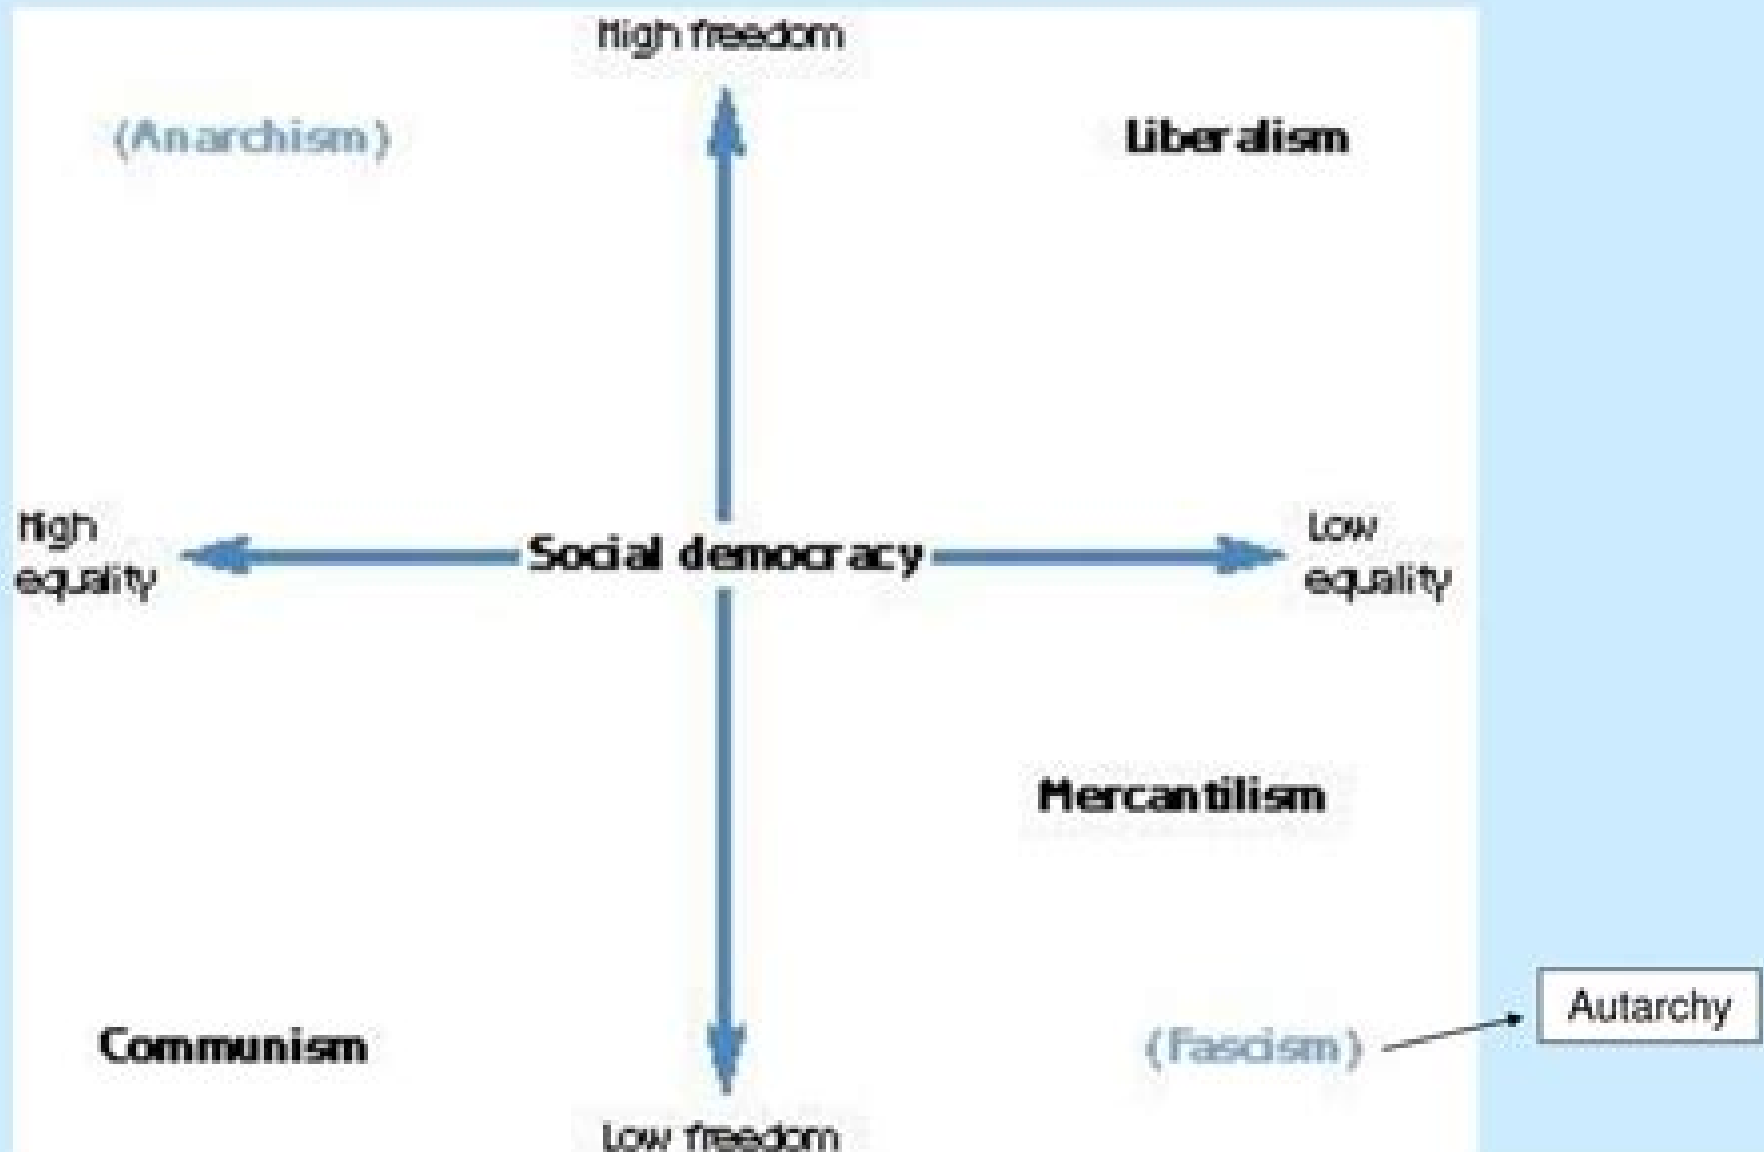 High freedom
(Anarchism)
Liberalism
High
equality
Social democracy
Low
equality
Mercantilism
Communism
(Fascism)
Autarchy
Low freedom